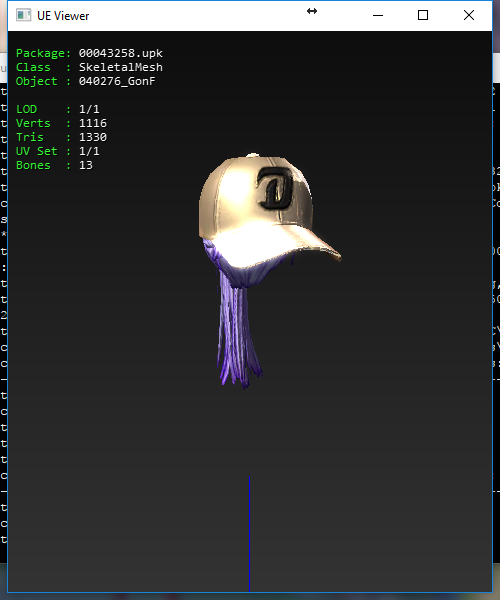 UE Viewer
Package: 00043258.upk
Class : SkeletalMesh
Object : 040276_GonF
LOD : 1/1
Verts : 1116
Tris : 1330
UV Set : 1/1
Bones : 13
D